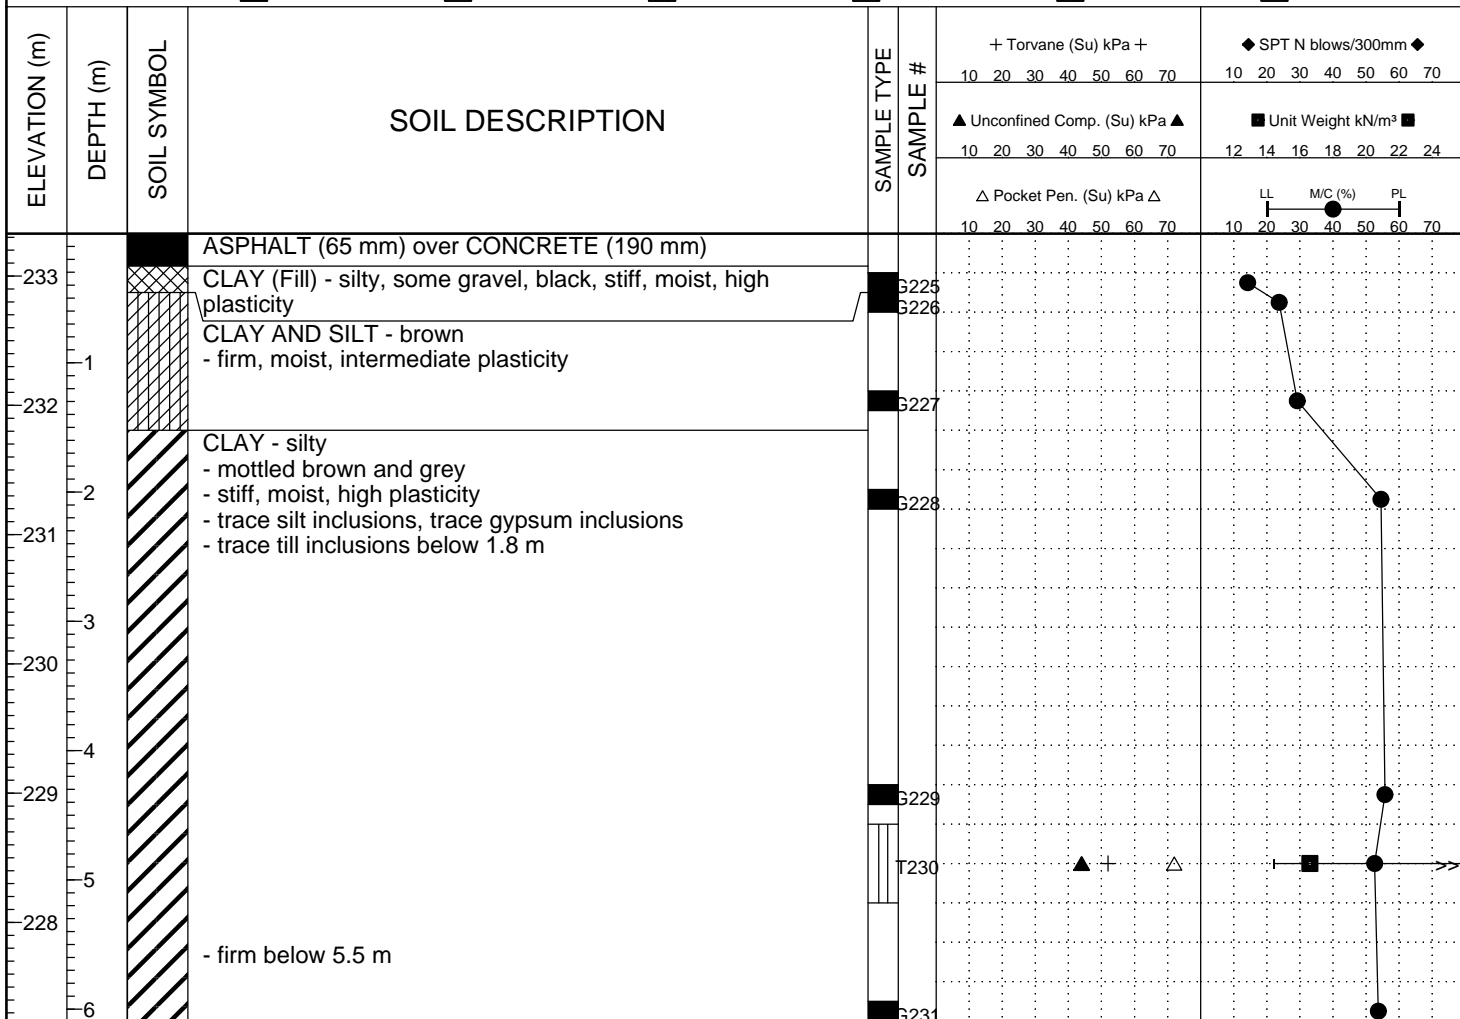 ELEVATION (m)
DEPTH (m)
SOIL SYMBOL
SOIL DESCRIPTION
SAMPLE TYPE
SAMPLE #
+ Torvane (Su) kPa +
10 20 30 40 50 60 70
▲ Unconfined Comp. (Su) kPa ▲
10 20 30 40 50 60 70
△ Pocket Pen. (Su) kPa △
10 20 30 40 50 60 70
◆ SPT N blows/300mm ◆
10 20 30 40 50 60 70
■ Unit Weight kN/m³ ■
12 14 16 18 20 22 24
LL M/C (%) PL
10 20 30 40 50 60 70
ASPHALT (65 mm) over CONCRETE (190 mm)
233
CLAY (Fill) - silty, some gravel, black, stiff, moist, high
plasticity
G225
G226
CLAY AND SILT - brown
- firm, moist, intermediate plasticity
1
232
G227
CLAY - silty
- mottled brown and grey
- stiff, moist, high plasticity
- trace silt inclusions, trace gypsum inclusions
- trace till inclusions below 1.8 m
2
G228
231
3
230
4
229
G229
T230
>>
5
228
- firm below 5.5 m
6
G231